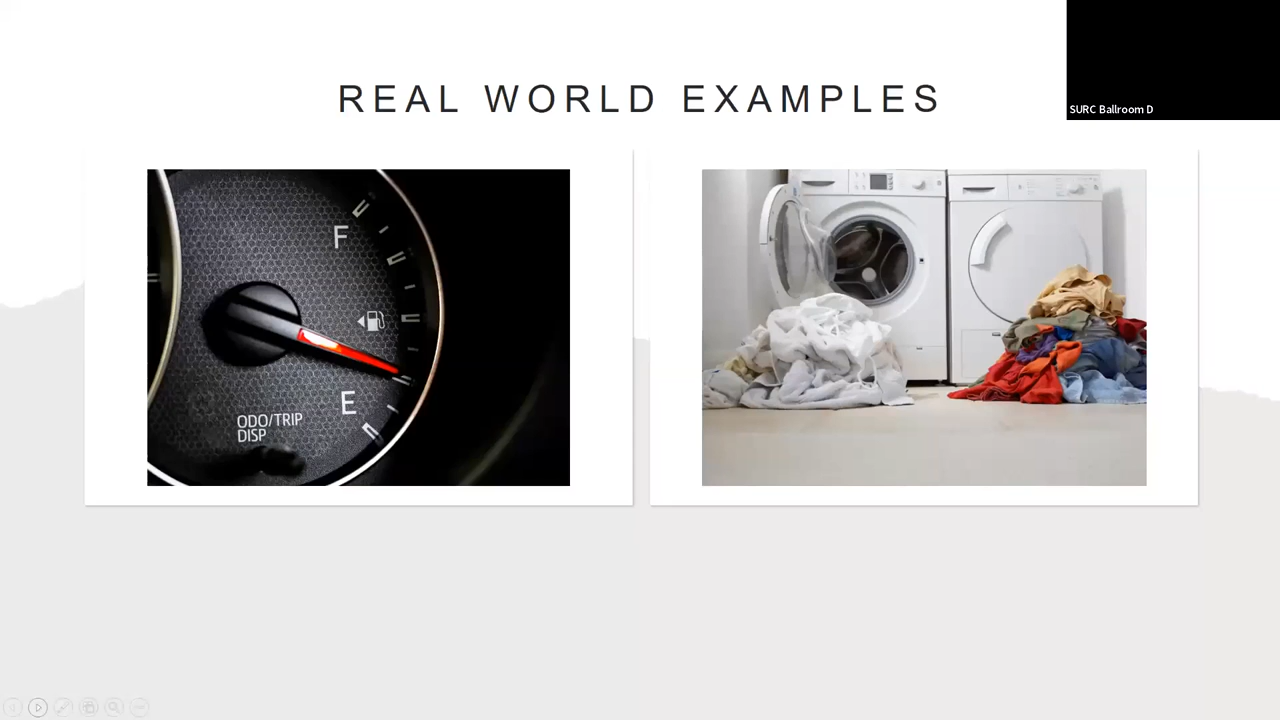 REAL WORLD EXAMPLES
SURC Ballroom D
F
E
ODO/TRIP
DISP